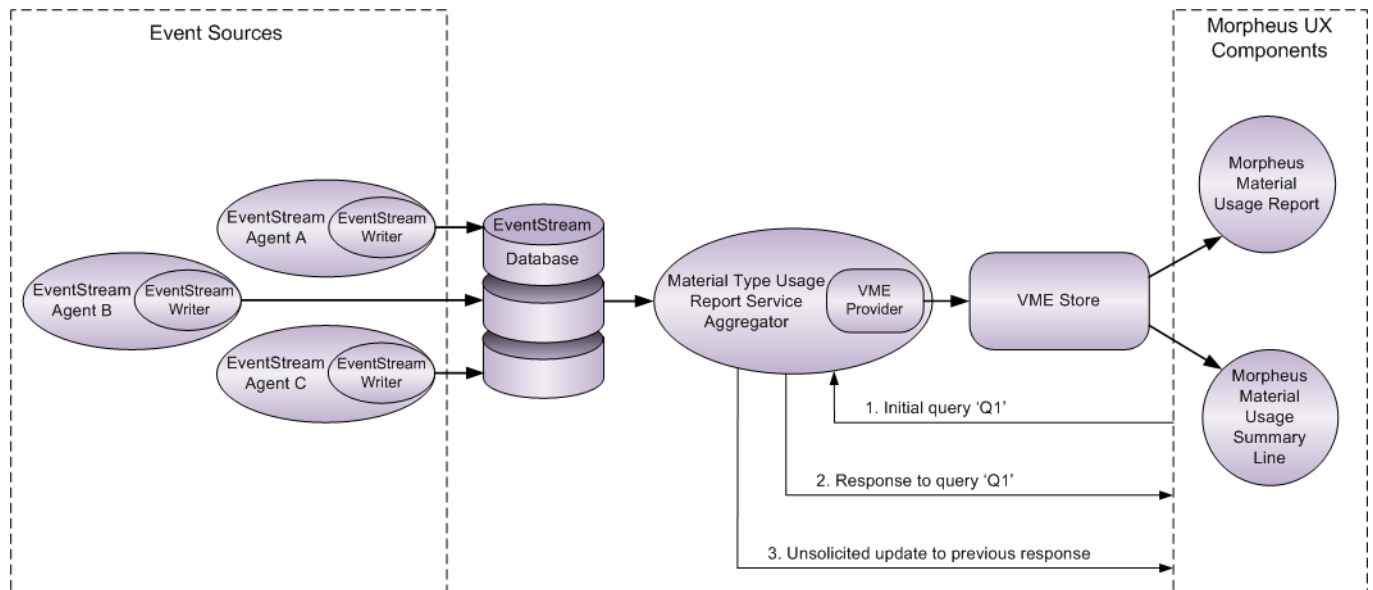 Event Sources
Morpheus UX
Components
EventStream
Agent A
EventStream
Writer
EventStream
Agent B
EventStream
Writer
EventStream
Agent C
EventStream
Writer
EventStream
Database
Material Type Usage
Report Service
Aggregator
VME
Provider
VME Store
Morpheus
Material
Usage Report
Morpheus
Material
Usage
Summary
Line
1. Initial query ‘Q1’
2. Response to query ‘Q1’
3. Unsolicited update to previous response